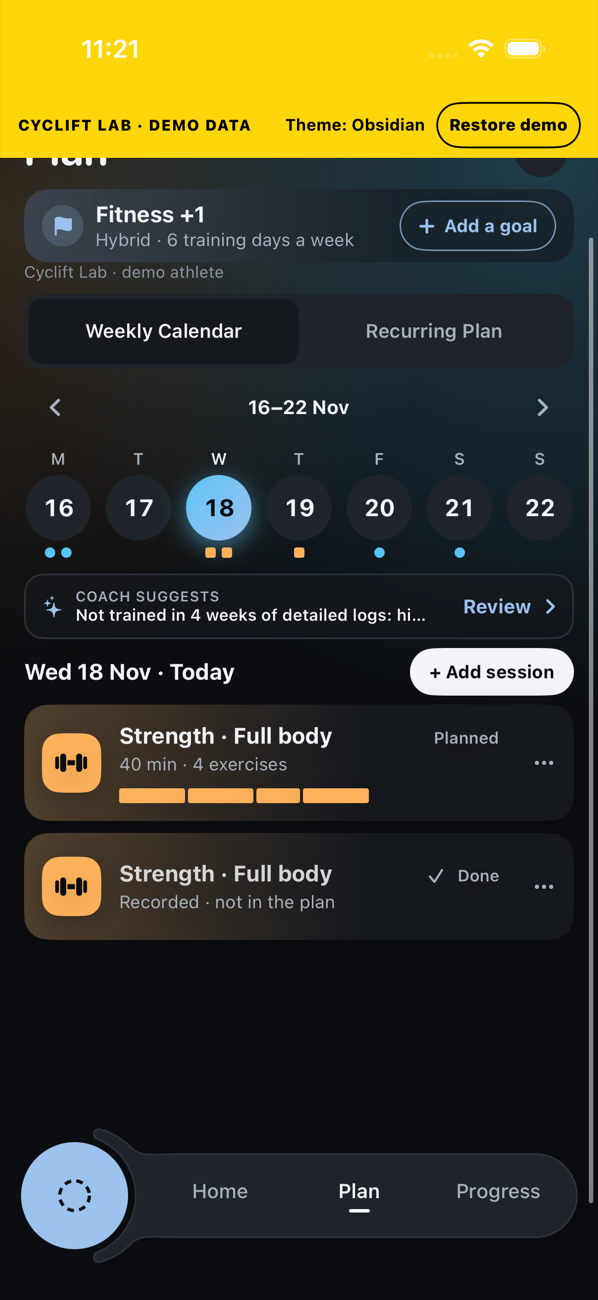 11:21
CYCLIFT LAB · DEMO DATA
Theme: Obsidian
Restore demo
Plan
Fitness +1
Hybrid · 6 training days a week
+ Add a goal
Cyclift Lab · demo athlete
Weekly Calendar
Recurring Plan
16–22 Nov
M T W T F S S
16 17 18 19 20 21 22
COACH SUGGESTS
Not trained in 4 weeks of detailed logs: hi...
Review
Wed 18 Nov · Today
+ Add session
Strength · Full body
Planned
40 min · 4 exercises
Strength · Full body
Done
Recorded · not in the plan
Home
Plan
Progress